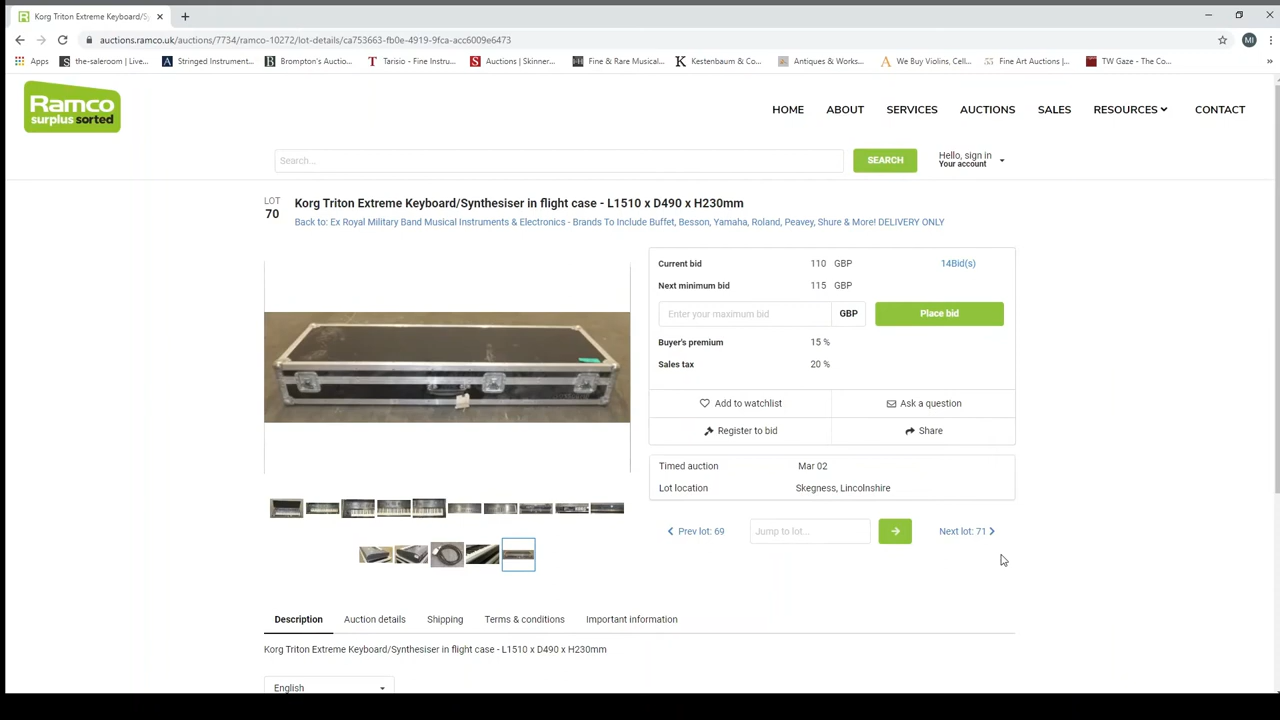 Korg Triton Extreme Keyboard/Sy
auctions.ramco.uk/auctions/7734/ramco-10272/lot-details/ca753663-fb0e-4919-9fca-acc6009e6473
MI
Apps the-saleroom | Live... Stringed Instrument... Brompton's Auctio... Tarisio - Fine Instru... Auctions | Skinner... Fine & Rare Musical... Kestenbaum & Co... Antiques & Works... We Buy Violins, Cell... Fine Art Auctions |... TW Gaze - The Co... »
Ramco
surplus sorted
HOME ABOUT SERVICES AUCTIONS SALES RESOURCES CONTACT
Search... SEARCH Hello, sign in
Your account
LOT
70
Korg Triton Extreme Keyboard/Synthesiser in flight case - L1510 x D490 x H230mm
Back to: Ex Royal Military Band Musical Instruments & Electronics - Brands To Include Buffet, Besson, Yamaha, Roland, Peavey, Shure & More! DELIVERY ONLY
Current bid 110 GBP 14Bid(s)
Next minimum bid 115 GBP
Enter your maximum bid GBP Place bid
Buyer's premium 15 %
Sales tax 20 %
Add to watchlist Ask a question
Register to bid Share
Timed auction Mar 02
Lot location Skegness, Lincolnshire
Prev lot: 69 Jump to lot... Next lot: 71
Description Auction details Shipping Terms & conditions Important information
Korg Triton Extreme Keyboard/Synthesiser in flight case - L1510 x D490 x H230mm
English